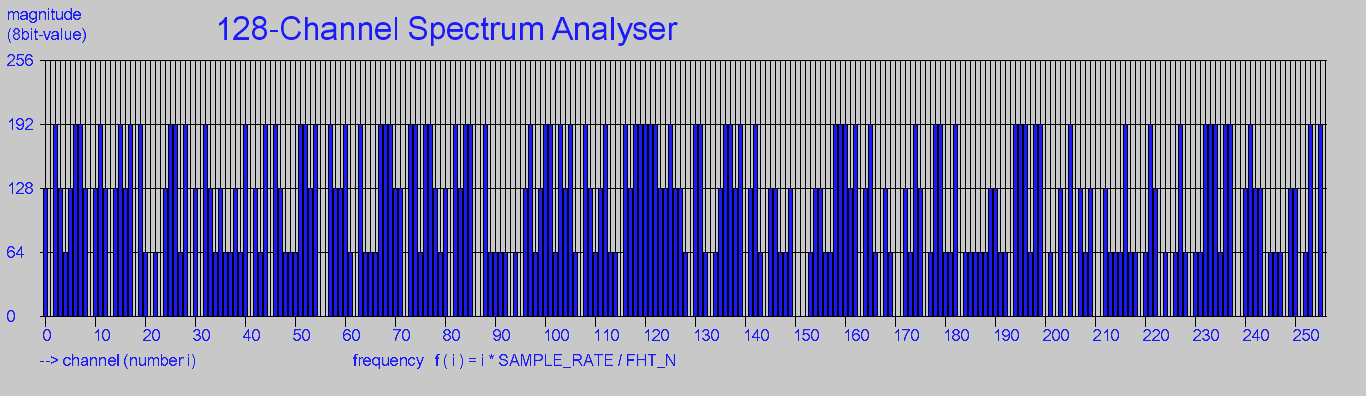 magnitude
(8bit-value)
128-Channel Spectrum Analyser
256
192
128
64
0
0 10 20 30 40 50 60 70 80 90 100 110 120 130 140 150 160 170 180 190 200 210 220 230 240 250
--> channel (number i) frequency f ( i ) = i * SAMPLE_RATE / FHT_N